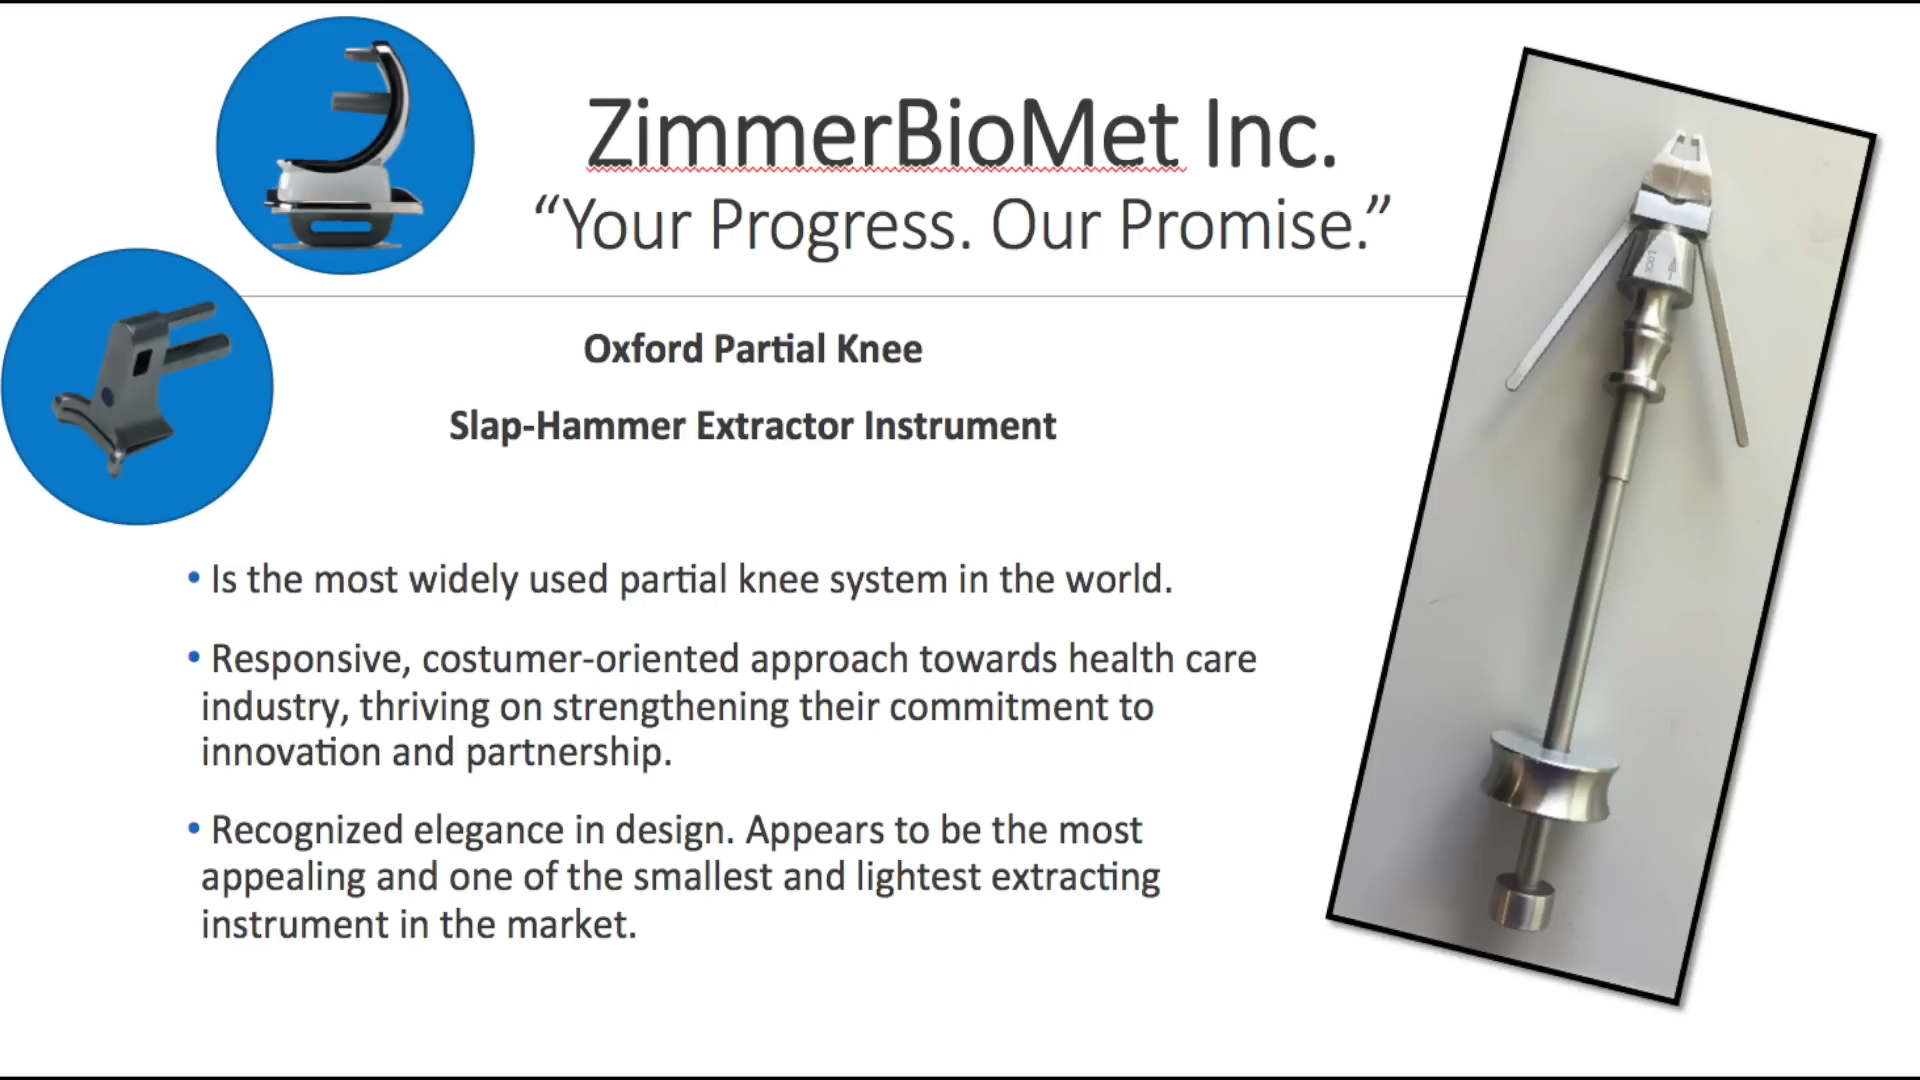 ZimmerBioMet Inc.
“Your Progress. Our Promise.”
Oxford Partial Knee
Slap-Hammer Extractor Instrument
• Is the most widely used partial knee system in the world.
• Responsive, costumer-oriented approach towards health care
industry, thriving on strengthening their commitment to
innovation and partnership.
• Recognized elegance in design. Appears to be the most
appealing and one of the smallest and lightest extracting
instrument in the market.
LOCK